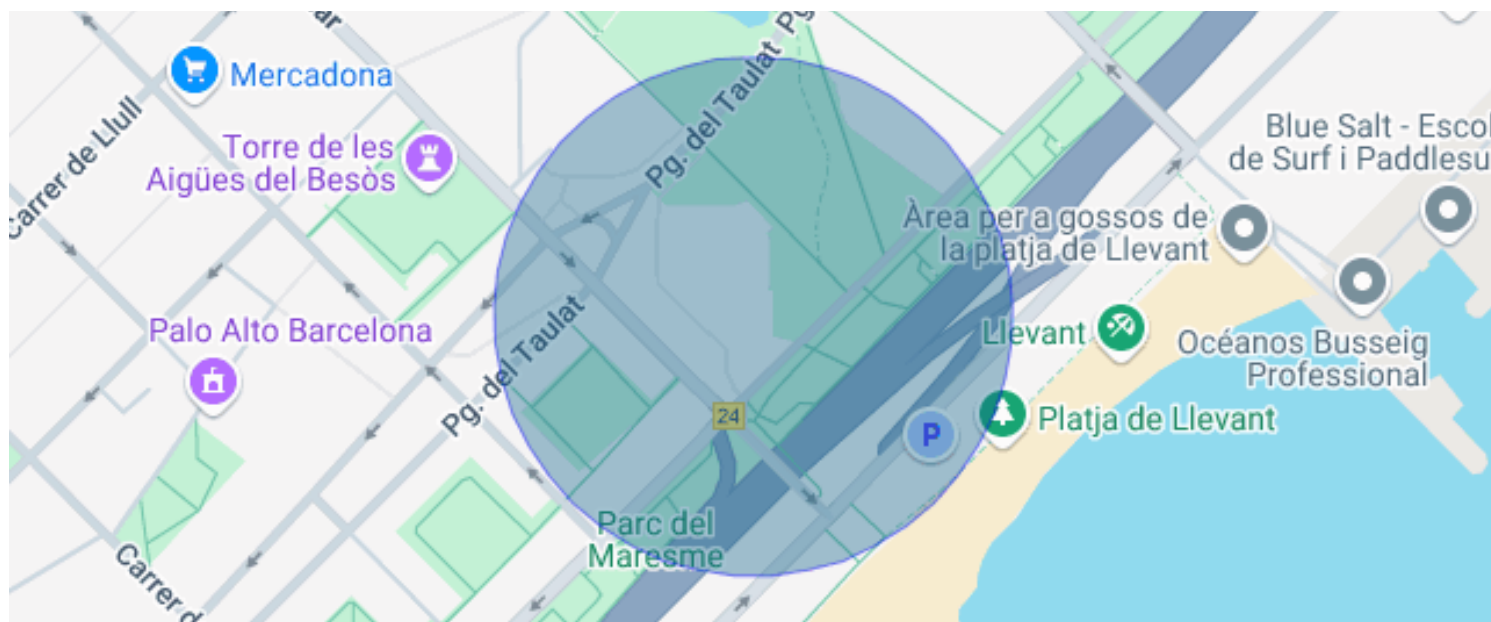 ar
Pg
Mercadona
Carrer de Llull
Torre de les
Aigües del Besòs
Pg. del Taulat
Blue Salt - Escol
de Surf i Paddlesu
Àrea per a gossos de
la platja de Llevant
Palo Alto Barcelona
Pg. del Taulat
Llevant
Océanos Busseig
Professional
24
P
Platja de Llevant
Parc del
Maresme
Carrer d